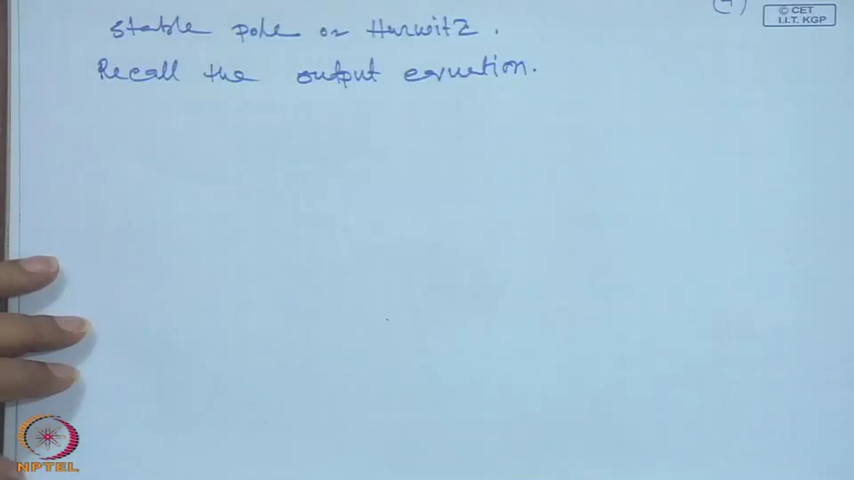 stable pole or Hurwitz.
Recall the output equation.
© CET
I.I.T. KGP
NPTEL